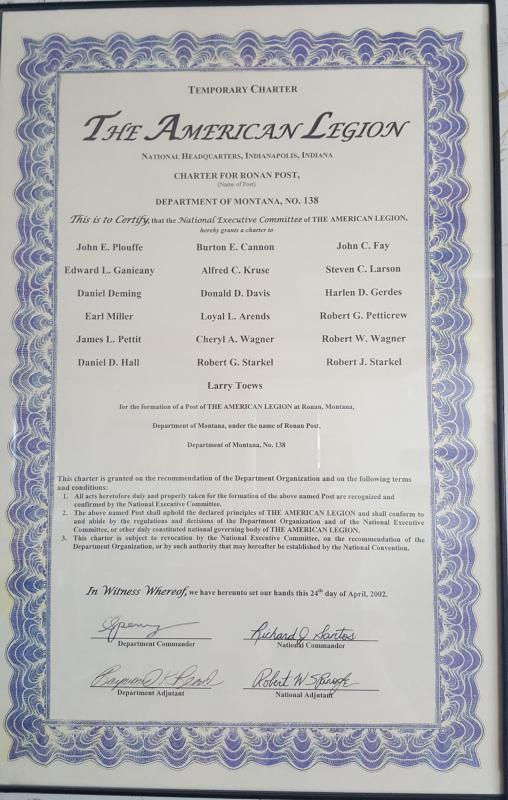 TEMPORARY CHARTER
THE AMERICAN LEGION
NATIONAL HEADQUARTERS, INDIANAPOLIS, INDIANA
CHARTER FOR RONAN POST,
(Name of Post)
DEPARTMENT OF MONTANA, NO. 138
This is to Certify, that the National Executive Committee of THE AMERICAN LEGION,
hereby grants a charter to
John E. Plouffe Burton E. Cannon John C. Fay
Edward L. Ganieany Alfred C. Kruse Steven C. Larson
Daniel Deming Donald D. Davis Harlen D. Gerdes
Earl Miller Loyal L. Arends Robert G. Petticrew
James L. Pettit Cheryl A. Wagner Robert W. Wagner
Daniel D. Hall Robert G. Starkel Robert J. Starkel
Larry Toews
for the formation of a Post of THE AMERICAN LEGION at Ronan, Montana,
Department of Montana, under the name of Ronan Post,
Department of Montana, No. 138
This charter is granted on the recommendation of the Department Organization and on the following terms
and conditions:
1. All acts heretofore duly and properly taken for the formation of the above named Post are recognized and
confirmed by the National Executive Committee.
2. The above named Post shall uphold the declared principles of THE AMERICAN LEGION and shall conform to
and abide by the regulations and decisions of the Department Organization and of the National Executive
Committee, or other duly constituted national governing body of THE AMERICAN LEGION.
3. This charter is subject to revocation by the National Executive Committee, on the recommendation of the
Department Organization, or by such authority that may hereafter be established by the National Convention.
In Witness Whereof, we have hereunto set our hands this 24th day of April, 2002.
Richard J Santos
Department Commander National Commander
Robert W
Department Adjutant National Adjutant